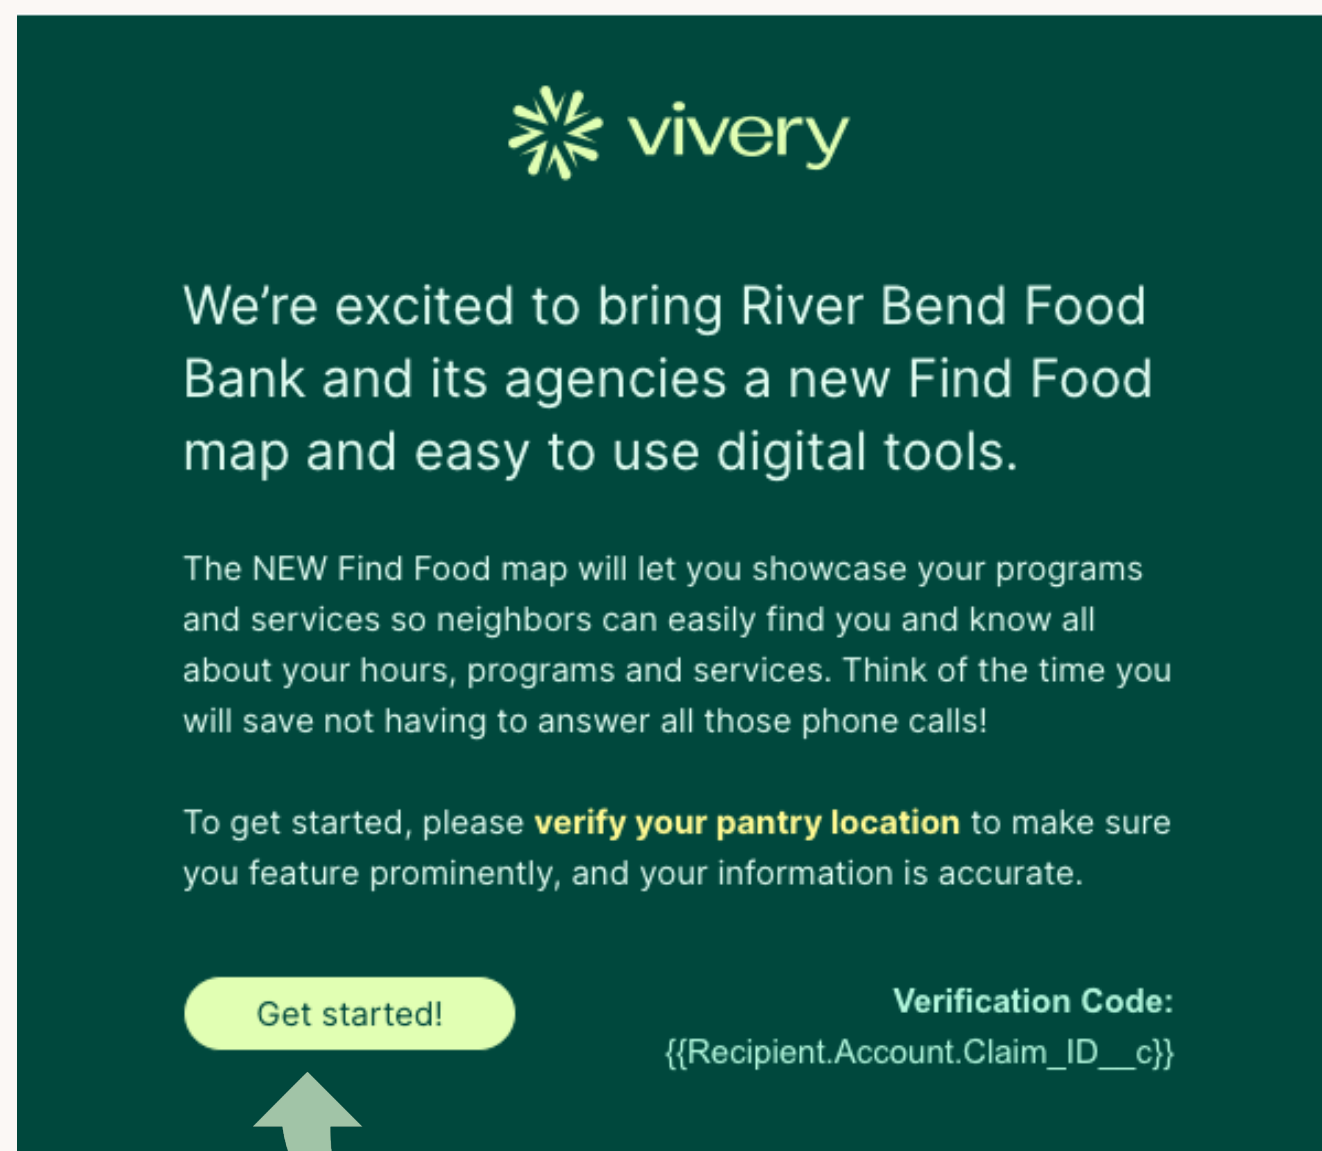 vivery
We’re excited to bring River Bend Food
Bank and its agencies a new Find Food
map and easy to use digital tools.
The NEW Find Food map will let you showcase your programs
and services so neighbors can easily find you and know all
about your hours, programs and services. Think of the time you
will save not having to answer all those phone calls!
To get started, please verify your pantry location to make sure
you feature prominently, and your information is accurate.
Get started!
Verification Code:
{{Recipient.Account.Claim_ID__c}}